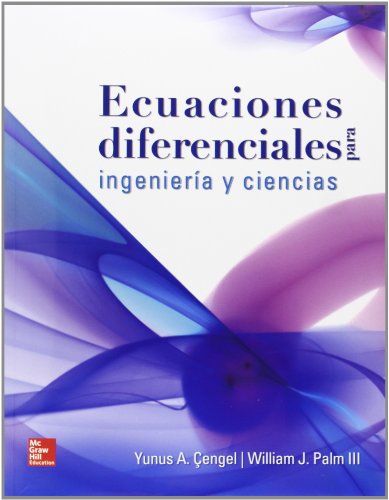 Ecuaciones
diferenciales para
ingeniería y ciencias
Mc
Graw
Hill
Education
Yunus A. Çengel | William J. Palm III